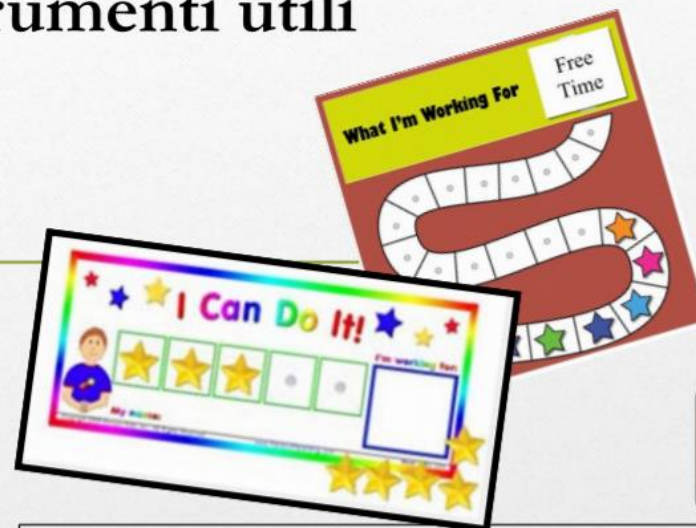 rumenti utili
What I'm Working For
Free
Time
I Can Do It!
I'm working for:
My name: